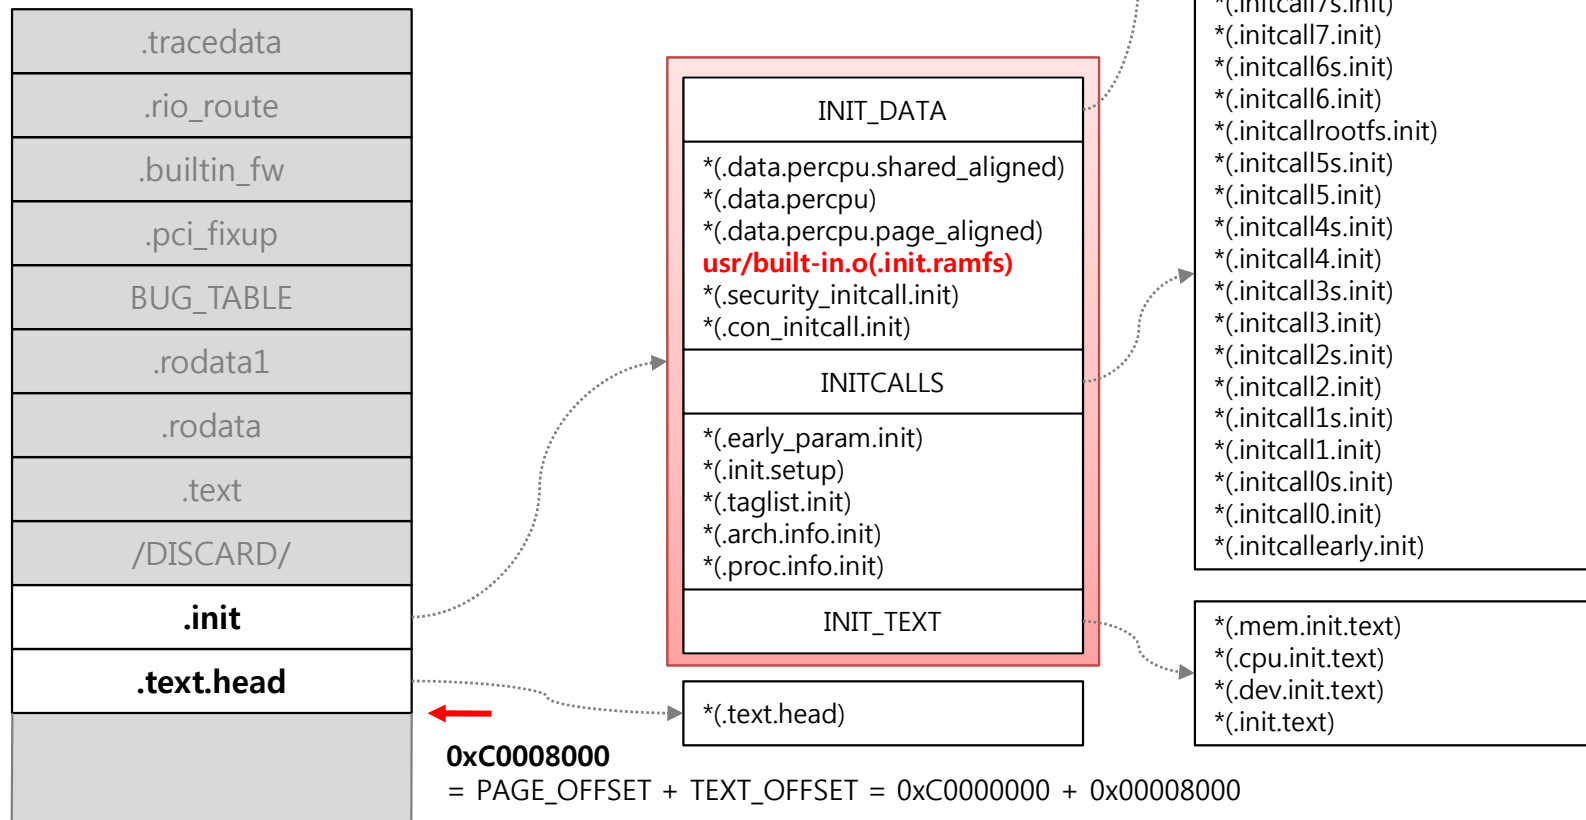 .tracedata
.rio_route
.builtin_fw
.pci_fixup
BUG_TABLE
.rodata1
.rodata
.text
/DISCARD/
.init
.text.head
INIT_DATA
*(.data.percpu.shared_aligned)
*(.data.percpu)
*(.data.percpu.page_aligned)
usr/built-in.o(.init.ramfs)
*(.security_initcall.init)
*(.con_initcall.init)
INITCALLS
*(.early_param.init)
*(.init.setup)
*(.taglist.init)
*(.arch.info.init)
*(.proc.info.init)
INIT_TEXT
*(.text.head)
0xC0008000
= PAGE_OFFSET + TEXT_OFFSET = 0xC0000000 + 0x00008000
*(.initcall7s.init)
*(.initcall7.init)
*(.initcall6s.init)
*(.initcall6.init)
*(.initcallrootfs.init)
*(.initcall5s.init)
*(.initcall5.init)
*(.initcall4s.init)
*(.initcall4.init)
*(.initcall3s.init)
*(.initcall3.init)
*(.initcall2s.init)
*(.initcall2.init)
*(.initcall1s.init)
*(.initcall1.init)
*(.initcall0s.init)
*(.initcall0.init)
*(.initcallearly.init)
*(.mem.init.text)
*(.cpu.init.text)
*(.dev.init.text)
*(.init.text)